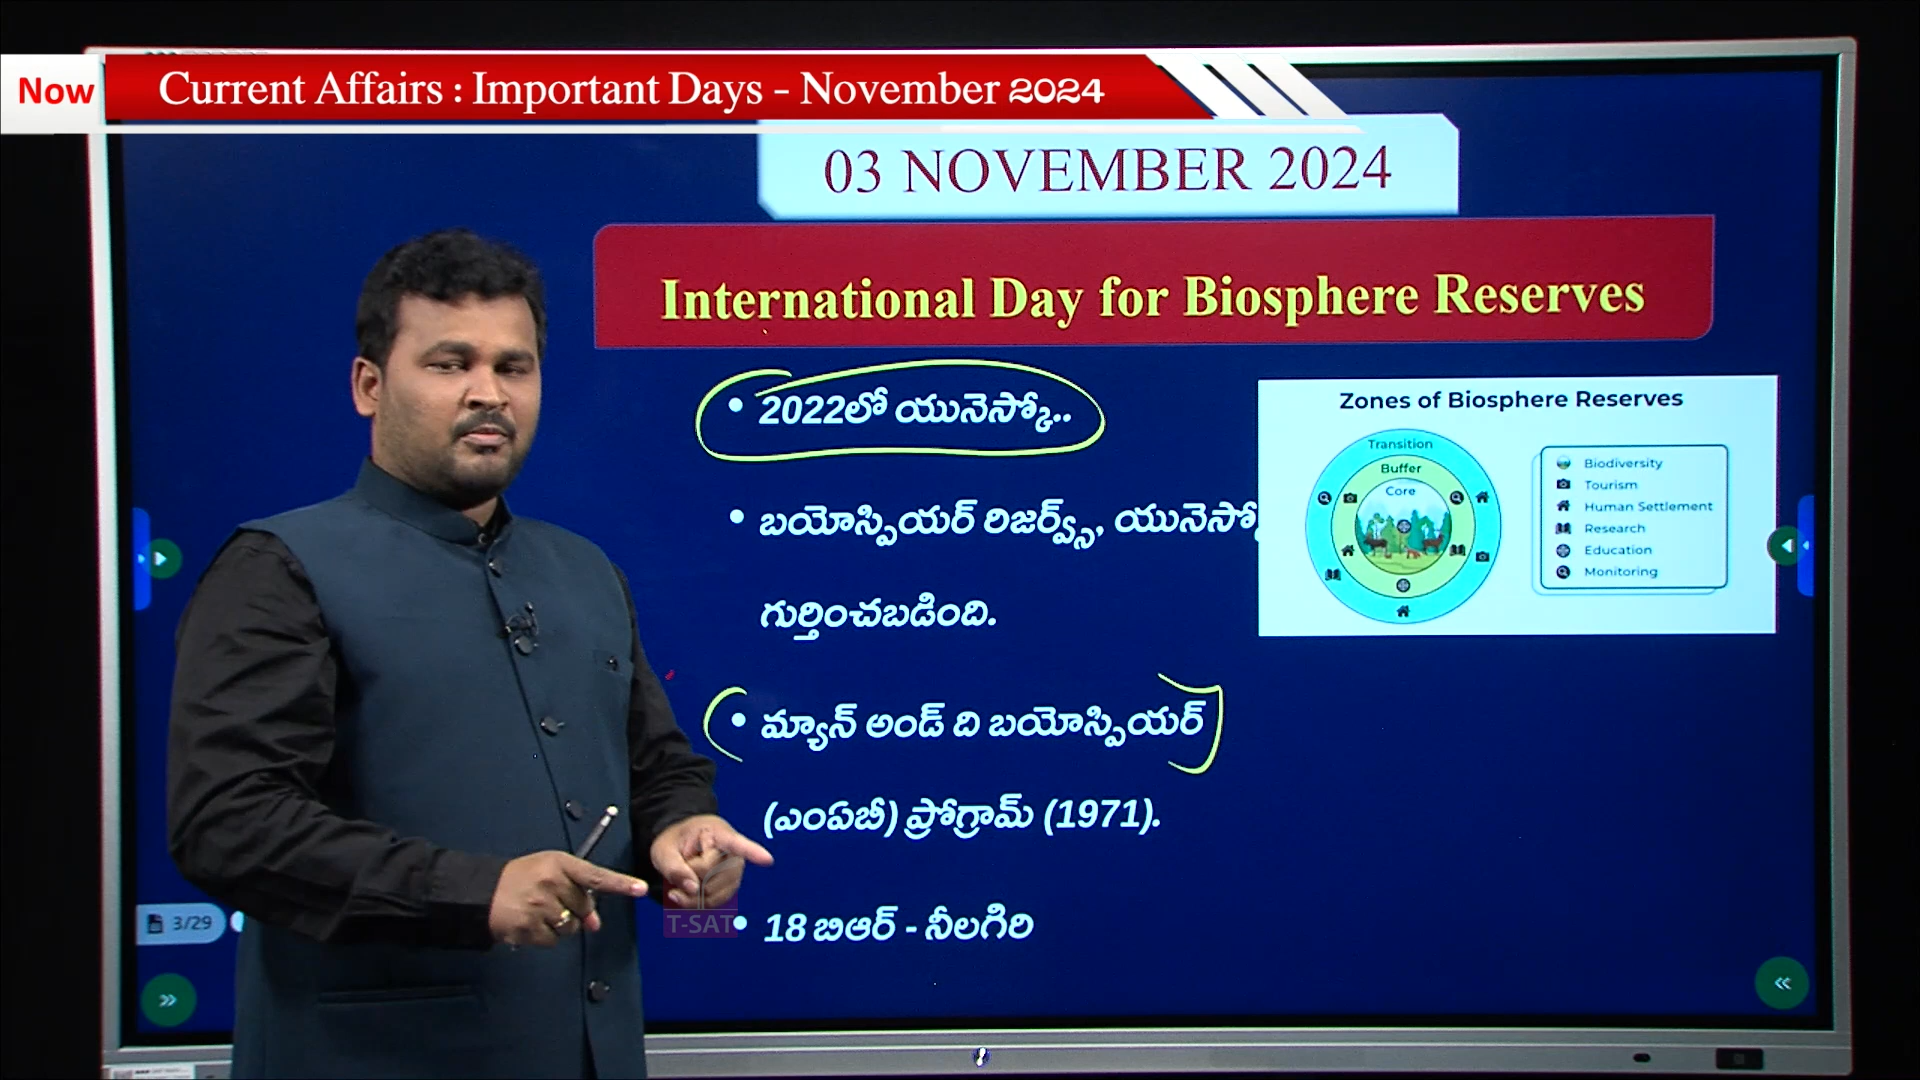 Now
Current Affairs : Important Days - November 2024
03 NOVEMBER 2024
International Day for Biosphere Reserves
• 2022లో యునెస్కో..
• బయోస్పియర్ రిజర్వ్స్, యునెస్కో
గుర్తించబడింది.
• మ్యాన్ అండ్ ది బయోస్పియర్
(ఎంఏబీ) ప్రోగ్రామ్ (1971).
• 18 బిఆర్ - నీలగిరి
Zones of Biosphere Reserves
Transition
Buffer
Core
Biodiversity
Tourism
Human Settlement
Research
Education
Monitoring
3/29
T-SAT